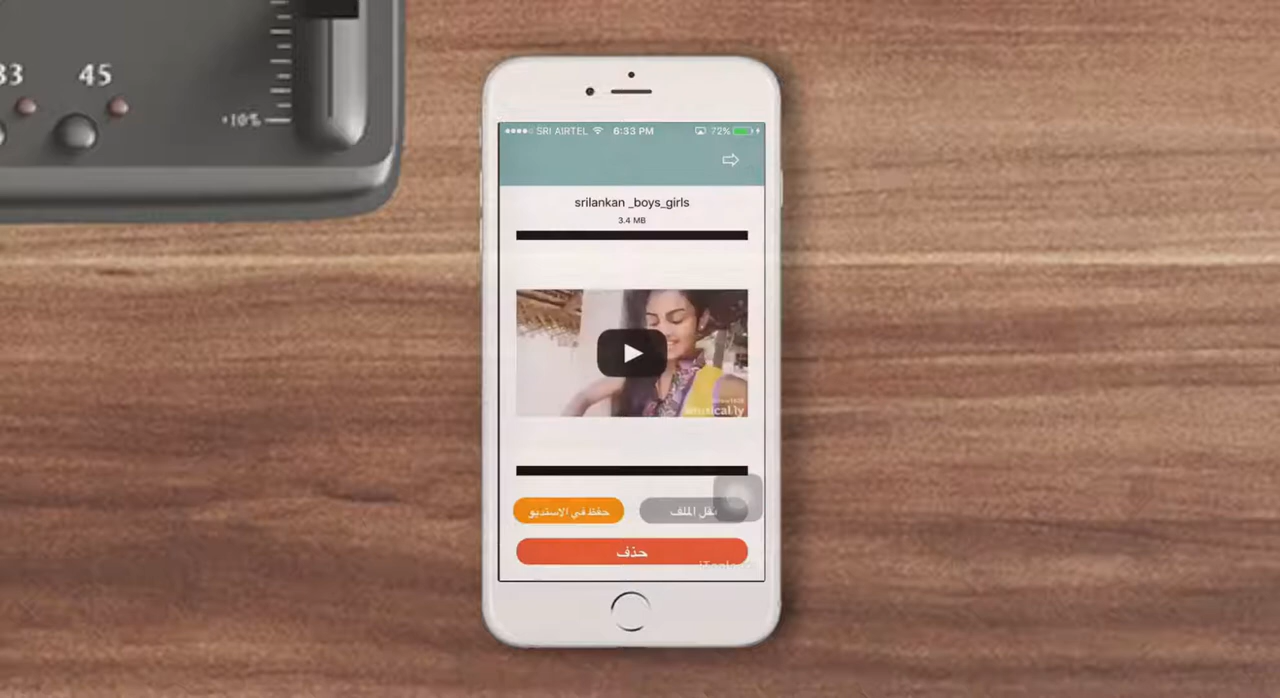 33 45
+10%
SRI AIRTEL 6:33 PM 72%
srilankan _boys_girls
3.4 MB
musical.ly
حفظ في الاستديو
نقل الملف
حذف